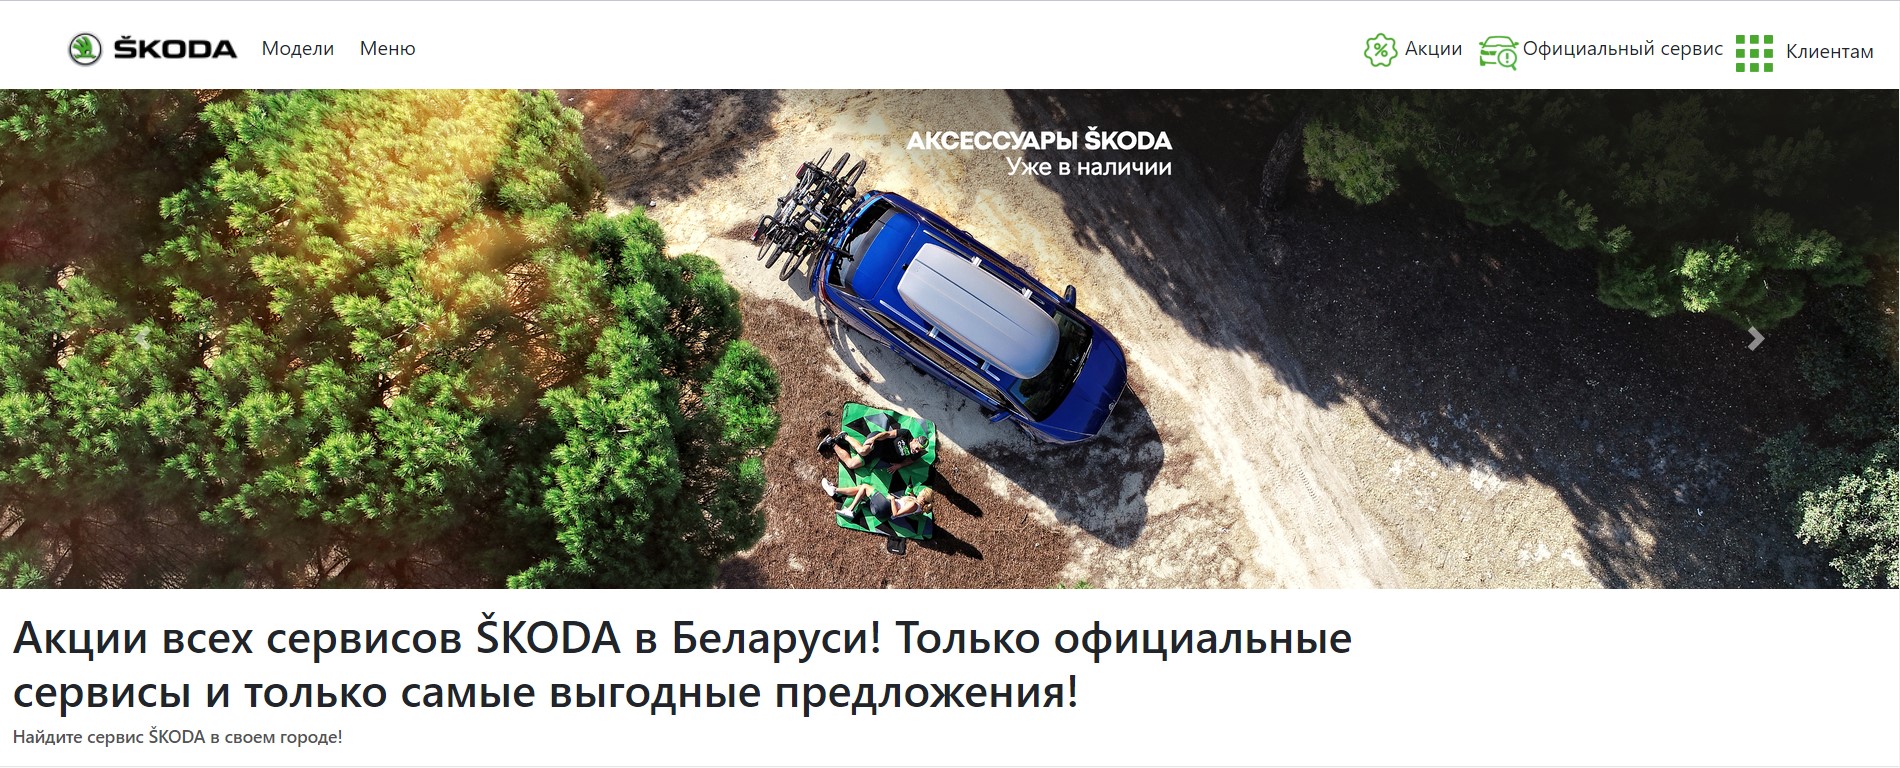 ŠKODA Модели Меню Акции Официальный сервис Клиентам
АКСЕССУАРЫ ŠKODA
Уже в наличии
Акции всех сервисов ŠKODA в Беларуси! Только официальные
сервисы и только самые выгодные предложения!
Найдите сервис ŠKODA в своем городе!